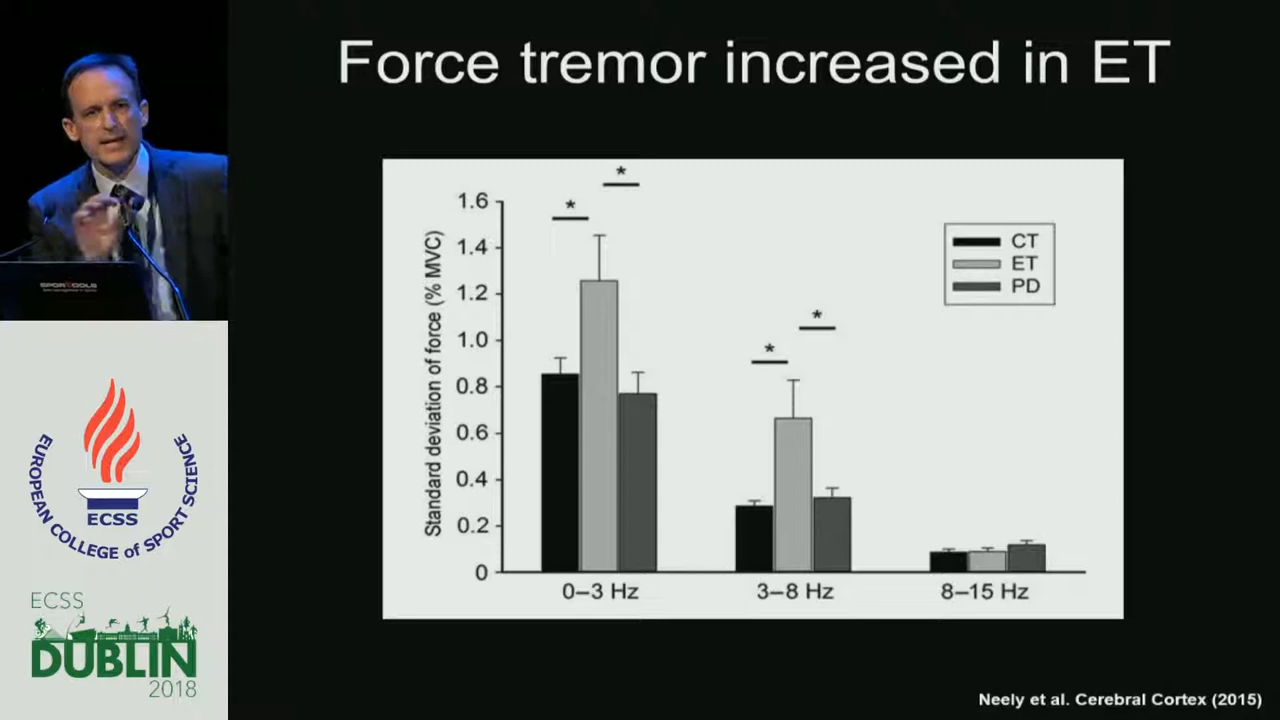 Force tremor increased in ET
*
*
*
*
1.6
1.4
1.2
1.0
0.8
0.6
0.4
0.2
0
Standard deviation of force (% MVC)
CT
ET
PD
0–3 Hz
3–8 Hz
8–15 Hz
Neely et al. Cerebral Cortex (2015)
EUROPEAN COLLEGE of SPORT SCIENCE
ECSS
ECSS
DUBLIN
2018